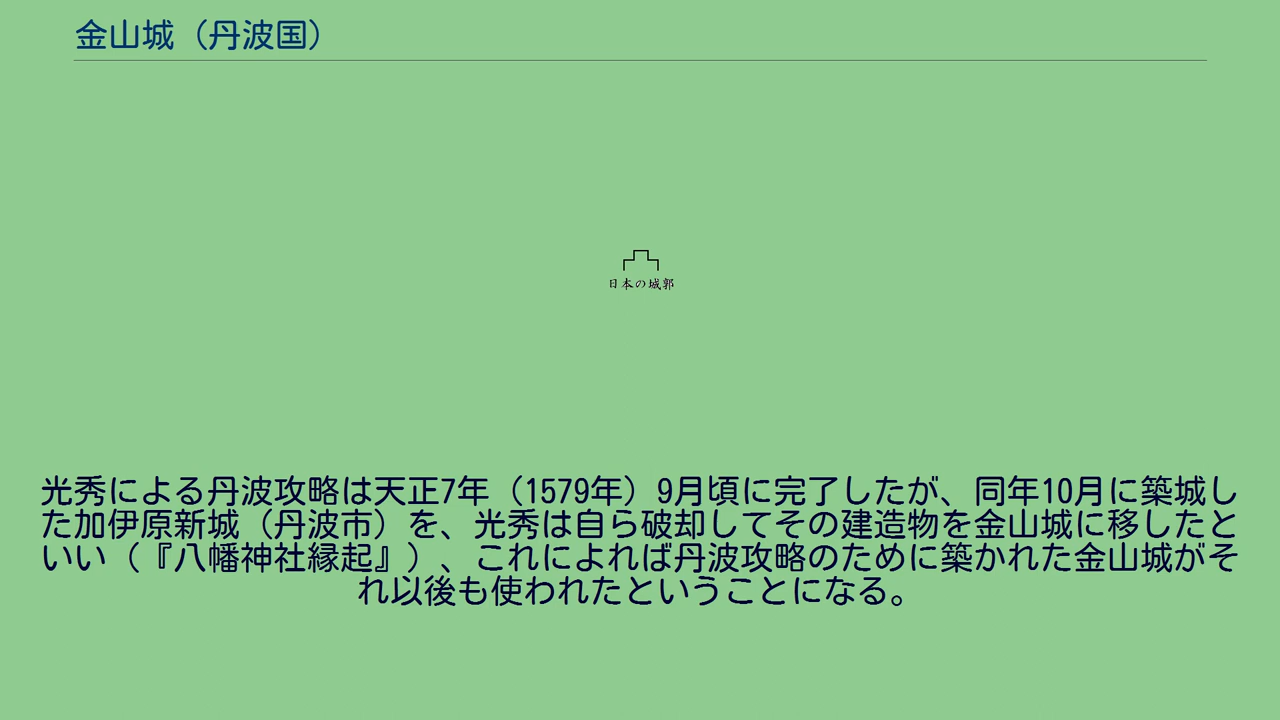 金山城（丹波国）
日本の城郭
光秀による丹波攻略は天正7年（1579年）9月頃に完了したが、同年10月に築城し
た加伊原新城（丹波市）を、光秀は自ら破却してその建造物を金山城に移したと
いい（『八幡神社縁起』）、これによれば丹波攻略のために築かれた金山城がそ
れ以後も使われたということになる。